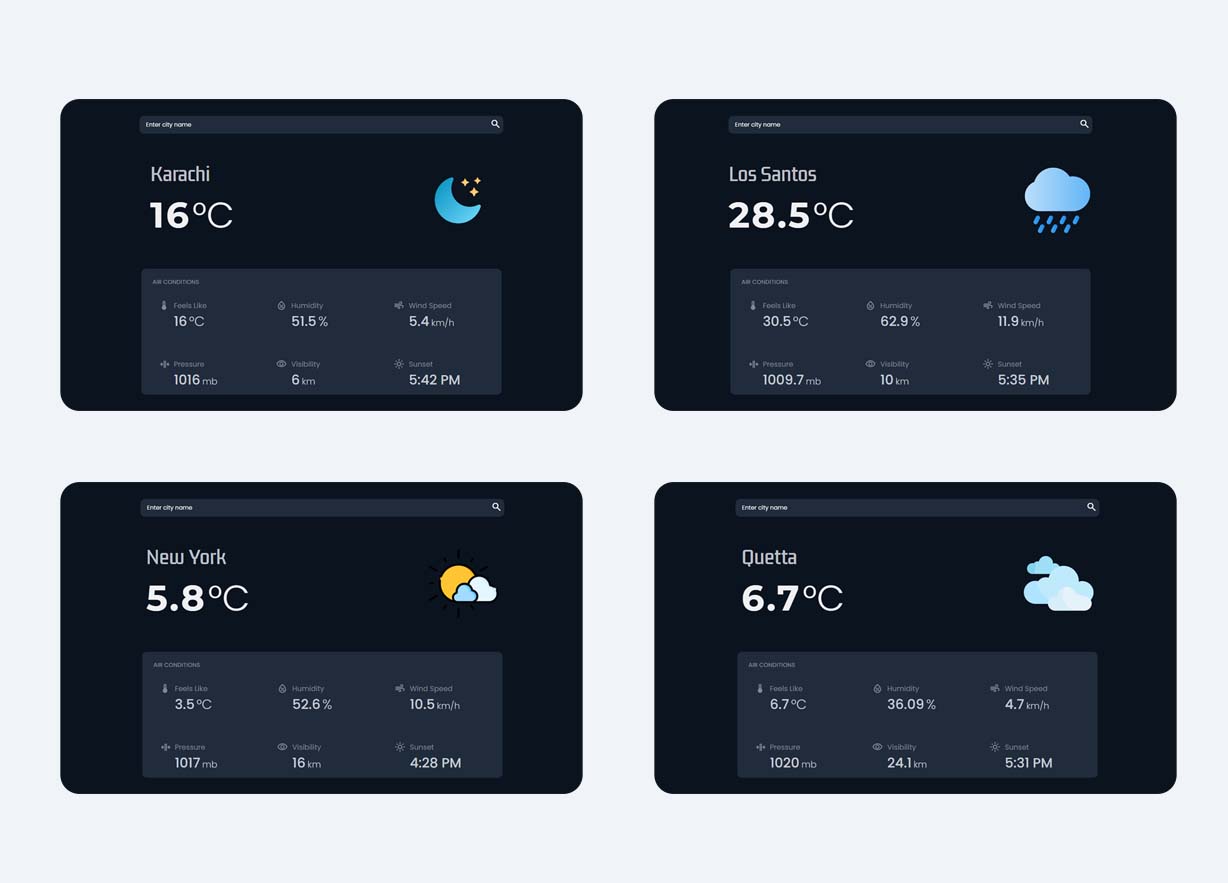 Enter city name
Karachi
16 °C
AIR CONDITIONS
Feels Like
16 °C
Humidity
51.5 %
Wind Speed
5.4 km/h
Pressure
1016 mb
Visibility
6 km
Sunset
5:42 PM
Enter city name
Los Santos
28.5 °C
AIR CONDITIONS
Feels Like
30.5 °C
Humidity
62.9 %
Wind Speed
11.9 km/h
Pressure
1009.7 mb
Visibility
10 km
Sunset
5:35 PM
Enter city name
New York
5.8 °C
AIR CONDITIONS
Feels Like
3.5 °C
Humidity
52.6 %
Wind Speed
10.5 km/h
Pressure
1017 mb
Visibility
16 km
Sunset
4:28 PM
Enter city name
Quetta
6.7 °C
AIR CONDITIONS
Feels Like
6.7 °C
Humidity
36.09 %
Wind Speed
4.7 km/h
Pressure
1020 mb
Visibility
24.1 km
Sunset
5:31 PM